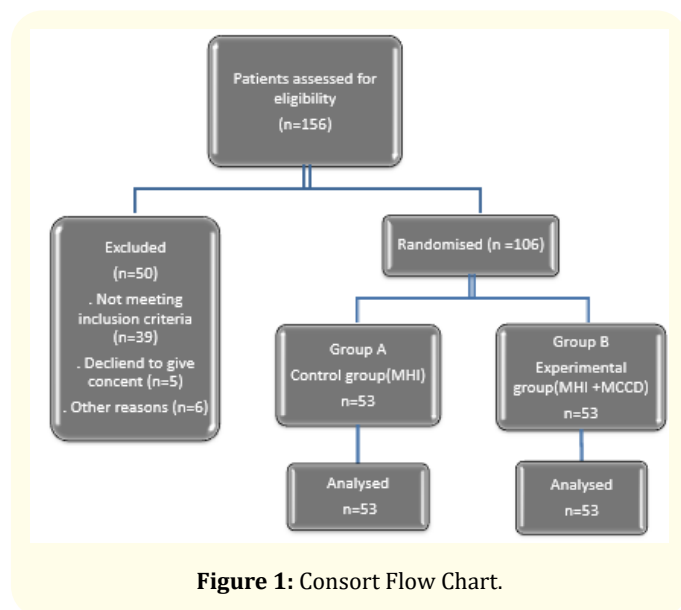 Patients assessed for
eligibility
(n=156)
Excluded
(n=50)
. Not meeting
inclusion criteria
(n=39)
. Decliend to give
concent (n=5)
. Other reasons (n=6)
Randomised (n =106)
Group A
Control group(MHI)
n=53
Group B
Experimental
group(MHI +MCCD)
n=53
Analysed
n=53
Analysed
n=53
Figure 1: Consort Flow Chart.